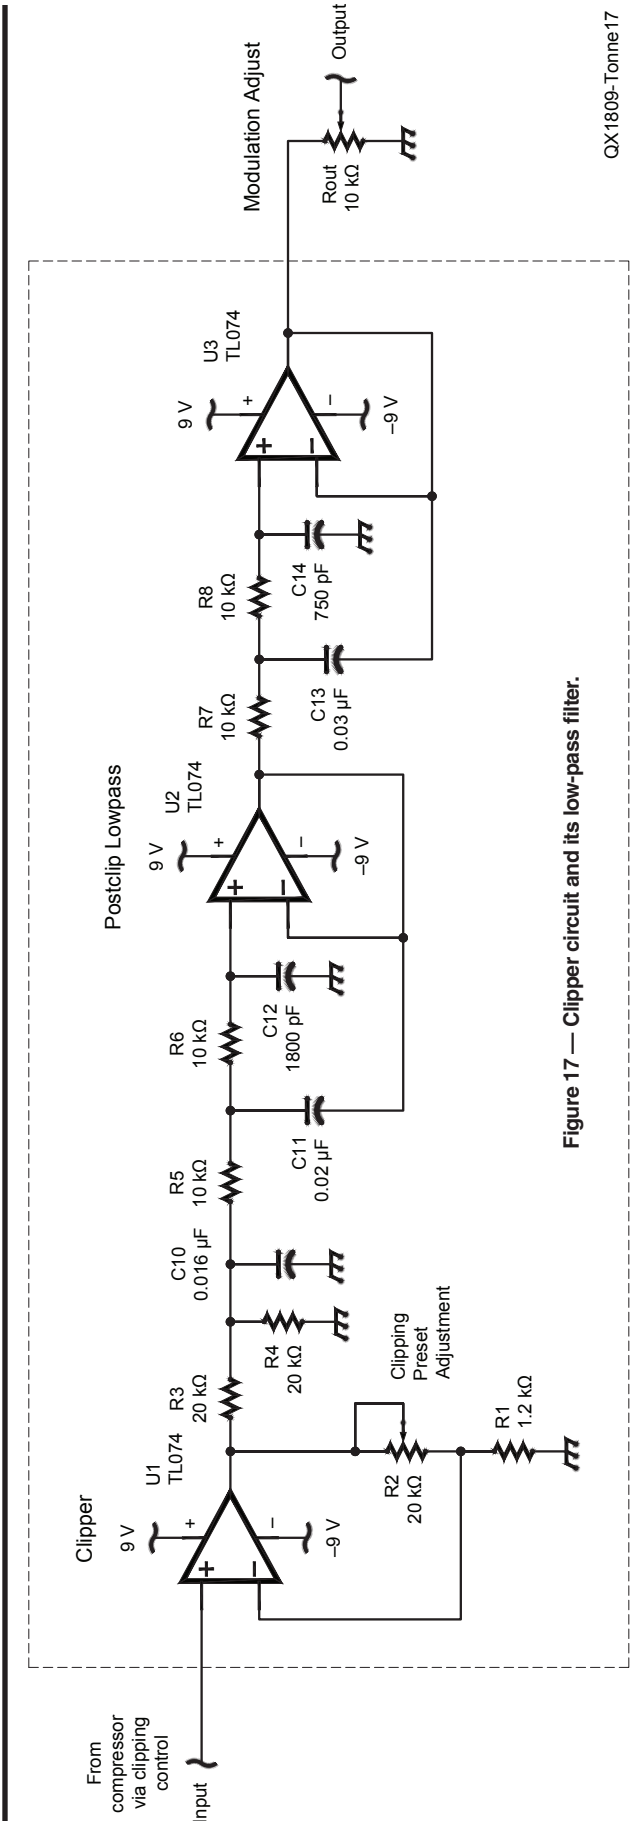 From
compressor
via clipping
control
Input
Clipper
9 V
+
U1
TL074
+
−
−
−9 V
R2
20 kΩ
Clipping
Preset
Adjustment
R1
1.2 kΩ
R3
20 kΩ
R4
20 kΩ
C10
0.016 µF
R5
10 kΩ
C11
0.02 µF
R6
10 kΩ
C12
1800 pF
Postclip Lowpass
9 V
+
U2
TL074
+
−
−
−9 V
R7
10 kΩ
C13
0.03 µF
R8
10 kΩ
C14
750 pF
9 V
+
U3
TL074
+
−
−
−9 V
Modulation Adjust
Rout
10 kΩ
Output
QX1809-Tonne17
Figure 17 — Clipper circuit and its low-pass filter.